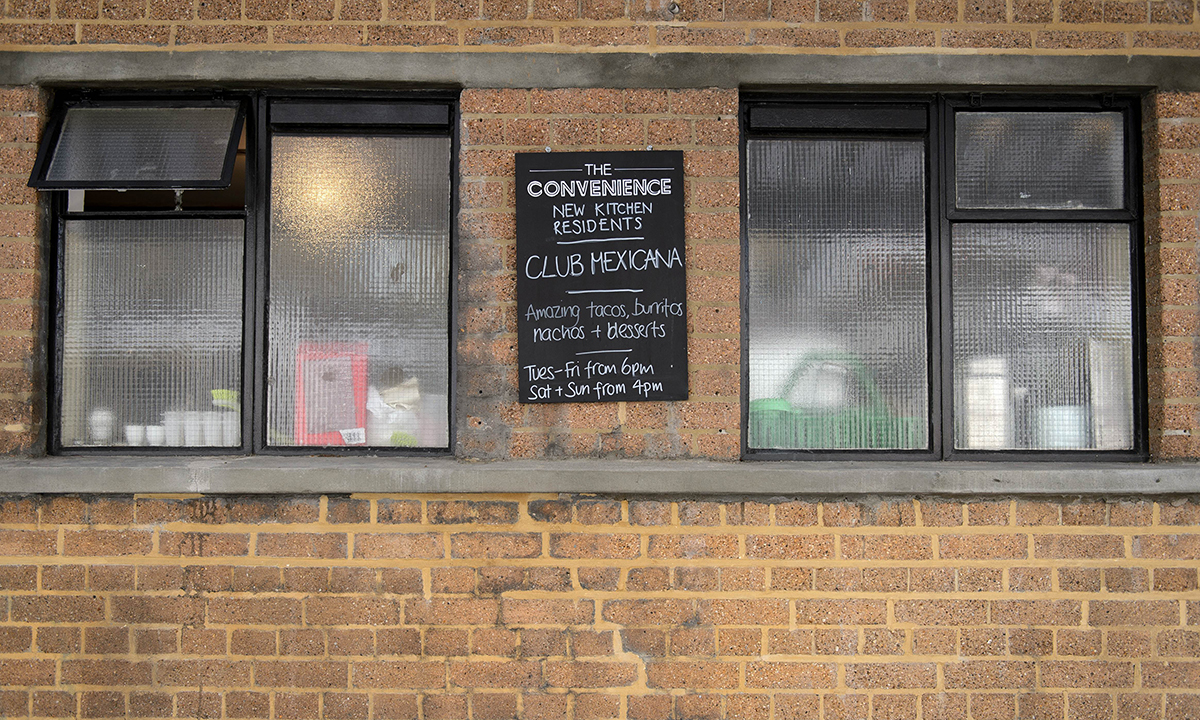 THE
CONVENIENCE
NEW KITCHEN
RESIDENTS
CLUB MEXICANA
Amazing tacos, burritos
nachos + desserts
Tues-Fri from 6pm
Sat + Sun from 4pm